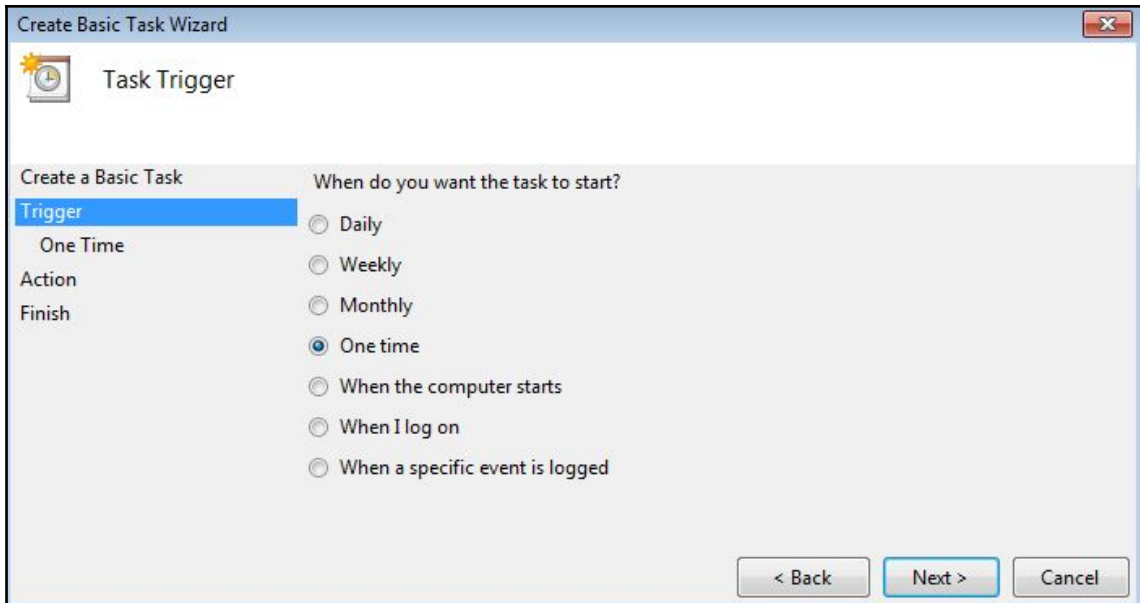 Create Basic Task Wizard
Task Trigger
Create a Basic Task
Trigger
One Time
Action
Finish
When do you want the task to start?
Daily
Weekly
Monthly
One time
When the computer starts
When I log on
When a specific event is logged
< Back
Next >
Cancel